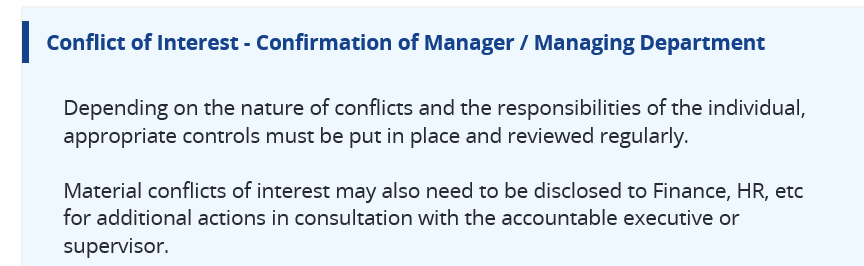 Conflict of Interest - Confirmation of Manager / Managing Department
Depending on the nature of conflicts and the responsibilities of the individual,
appropriate controls must be put in place and reviewed regularly.
Material conflicts of interest may also need to be disclosed to Finance, HR, etc
for additional actions in consultation with the accountable executive or
supervisor.